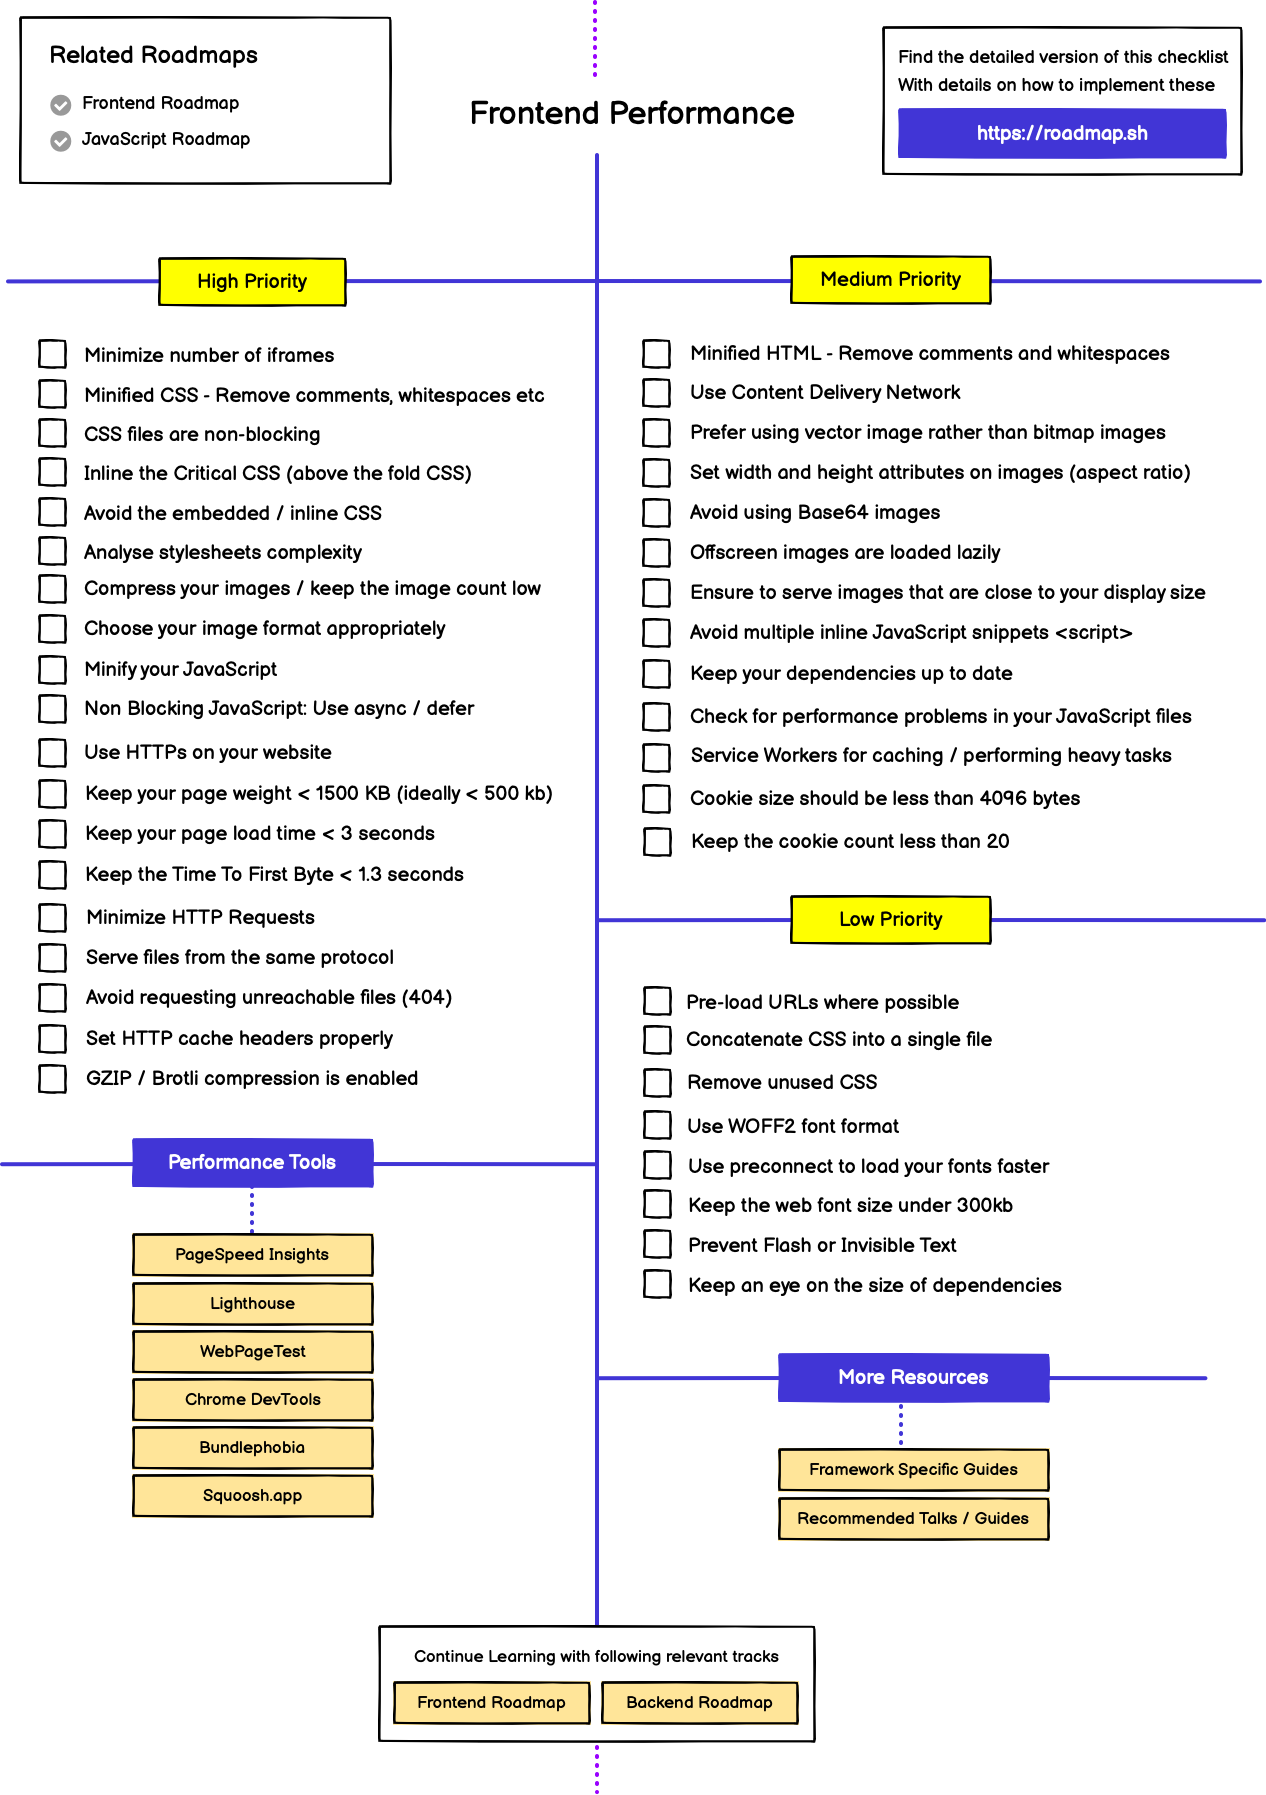 Related Roadmaps
Frontend Roadmap
JavaScript Roadmap
Frontend Performance
Find the detailed version of this checklist
With details on how to implement these
https://roadmap.sh
High Priority
Minimize number of iframes
Minified CSS - Remove comments, whitespaces etc
CSS files are non-blocking
Inline the Critical CSS (above the fold CSS)
Avoid the embedded / inline CSS
Analyse stylesheets complexity
Compress your images / keep the image count low
Choose your image format appropriately
Minify your JavaScript
Non Blocking JavaScript: Use async / defer
Use HTTPs on your website
Keep your page weight < 1500 KB (ideally < 500 kb)
Keep your page load time < 3 seconds
Keep the Time To First Byte < 1.3 seconds
Minimize HTTP Requests
Serve files from the same protocol
Avoid requesting unreachable files (404)
Set HTTP cache headers properly
GZIP / Brotli compression is enabled
Medium Priority
Minified HTML - Remove comments and whitespaces
Use Content Delivery Network
Prefer using vector image rather than bitmap images
Set width and height attributes on images (aspect ratio)
Avoid using Base64 images
Offscreen images are loaded lazily
Ensure to serve images that are close to your display size
Avoid multiple inline JavaScript snippets <script>
Keep your dependencies up to date
Check for performance problems in your JavaScript files
Service Workers for caching / performing heavy tasks
Cookie size should be less than 4096 bytes
Keep the cookie count less than 20
Low Priority
Pre-load URLs where possible
Concatenate CSS into a single file
Remove unused CSS
Use WOFF2 font format
Use preconnect to load your fonts faster
Keep the web font size under 300kb
Prevent Flash or Invisible Text
Keep an eye on the size of dependencies
Performance Tools
PageSpeed Insights
Lighthouse
WebPageTest
Chrome DevTools
Bundlephobia
Squoosh.app
More Resources
Framework Specific Guides
Recommended Talks / Guides
Continue Learning with following relevant tracks
Frontend Roadmap
Backend Roadmap